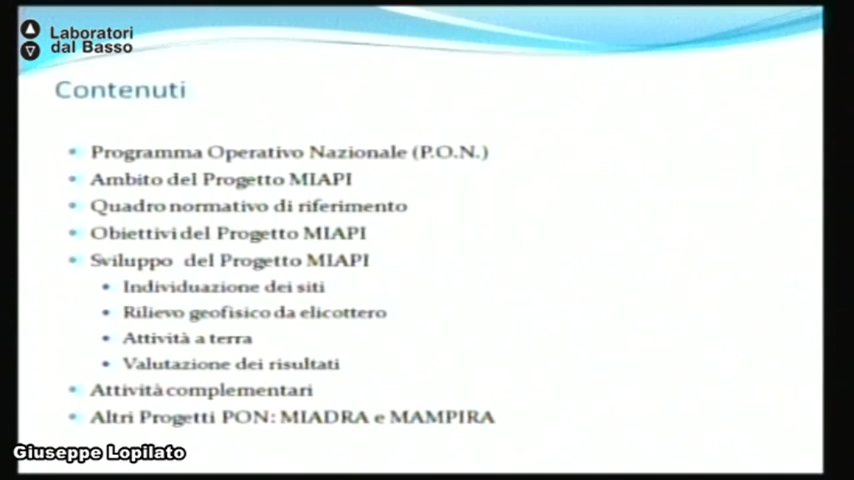 Laboratori
dal Basso
Contenuti
Programma Operativo Nazionale (P.O.N.)
Ambito del Progetto MIAPI
Quadro normativo di riferimento
Obiettivi del Progetto MIAPI
Sviluppo del Progetto MIAPI
Individuazione dei siti
Rilievo geofisico da elicottero
Attività a terra
Valutazione dei risultati
Attività complementari
Altri Progetti PON: MIADRA e MAMPIRA
Giuseppe Lopilato